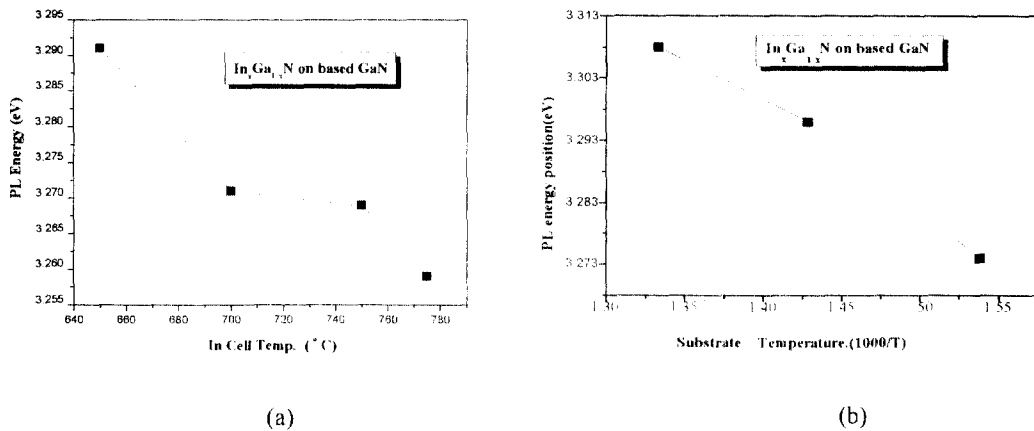 3.295
3.290
3.285
3.280
3.275
3.270
3.265
3.260
3.255
PL Energy (eV)
InxGa1-xN on based GaN
640 660 680 700 720 740 760 780
In Cell Temp. (°C)
(a)
3.313
3.303
3.293
3.283
3.273
PL energy position(eV)
InxGa1-xN on based GaN
1.30 1.35 1.40 1.45 1.50 1.55
Substrate Temperature.(1000/T)
(b)